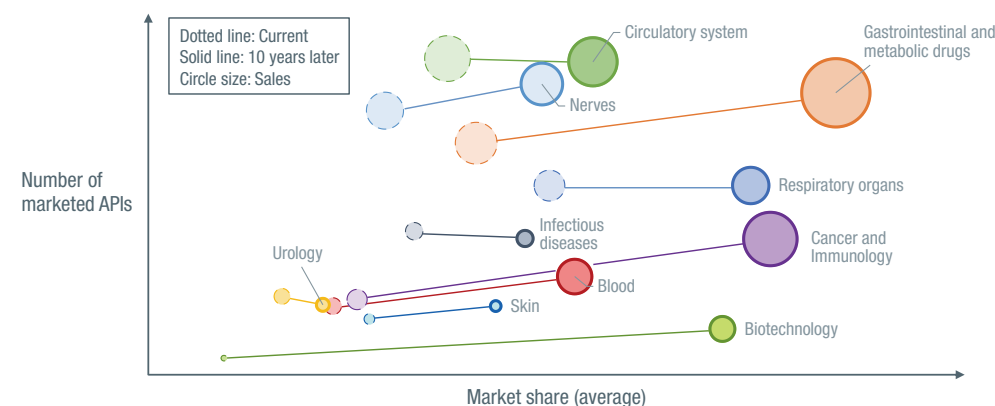 Dotted line: Current
Solid line: 10 years later
Circle size: Sales
Circulatory system
Gastrointestinal and
metabolic drugs
Nerves
Number of
marketed APIs
Respiratory organs
Infectious
diseases
Cancer and
Immunology
Urology
Blood
Skin
Biotechnology
Market share (average)